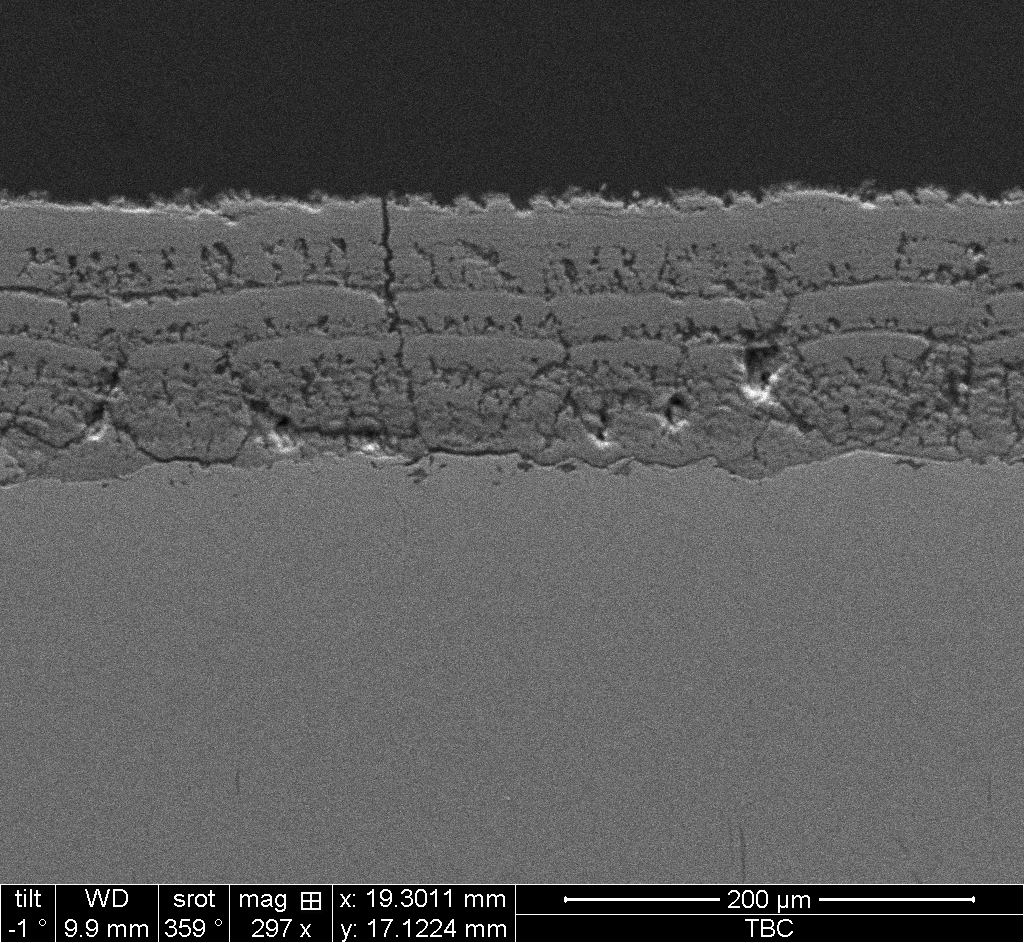 tilt WD srot mag x: 19.3011 mm 200 µm
-1 ° 9.9 mm 359 ° 297 x y: 17.1224 mm TBC